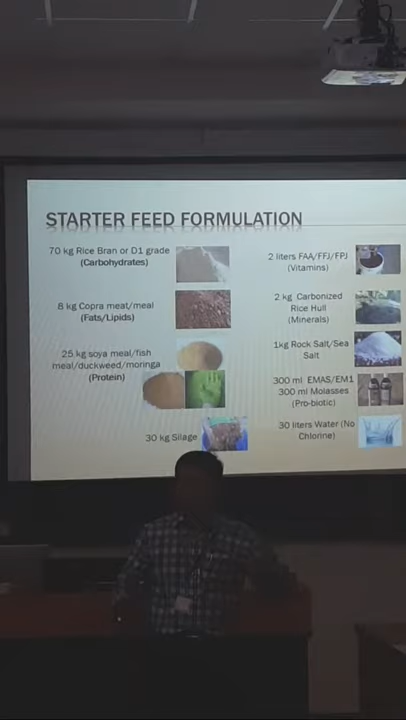 STARTER FEED FORMULATION
70 kg Rice Bran or D1 grade
(Carbohydrates)
8 kg Copra meat/meal
(Fats/Lipids)
25 kg soya meal/fish
meal/duckweed/moringa
(Protein)
30 kg Silage
2 liters FAA/FFJ/FPJ
(Vitamins)
2 kg Carbonized
Rice Hull
(Minerals)
1kg Rock Salt/Sea
Salt
300 ml EMAS/EM1
300 ml Molasses
(Pro-biotic)
30 liters Water (No
Chlorine)